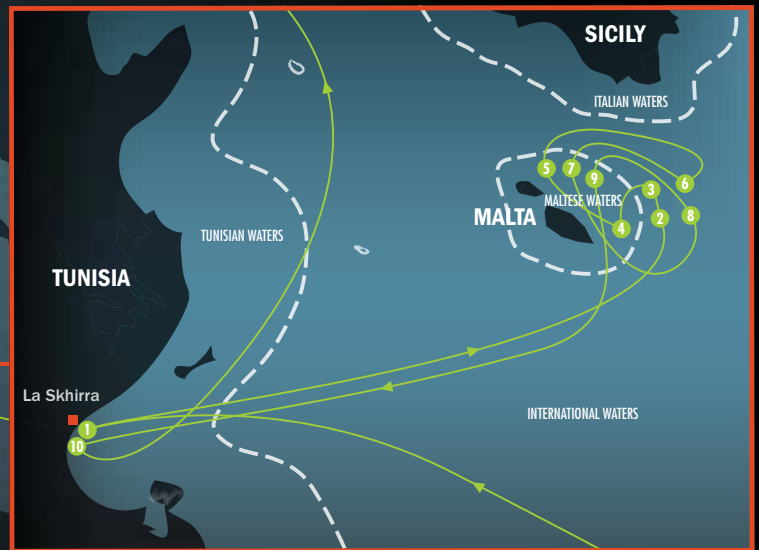 SICILY
ITALIAN WATERS
5
7
9
6
3
MALTESE WATERS
MALTA
2
8
4
TUNISIAN WATERS
TUNISIA
La Skhirra
INTERNATIONAL WATERS
1
10